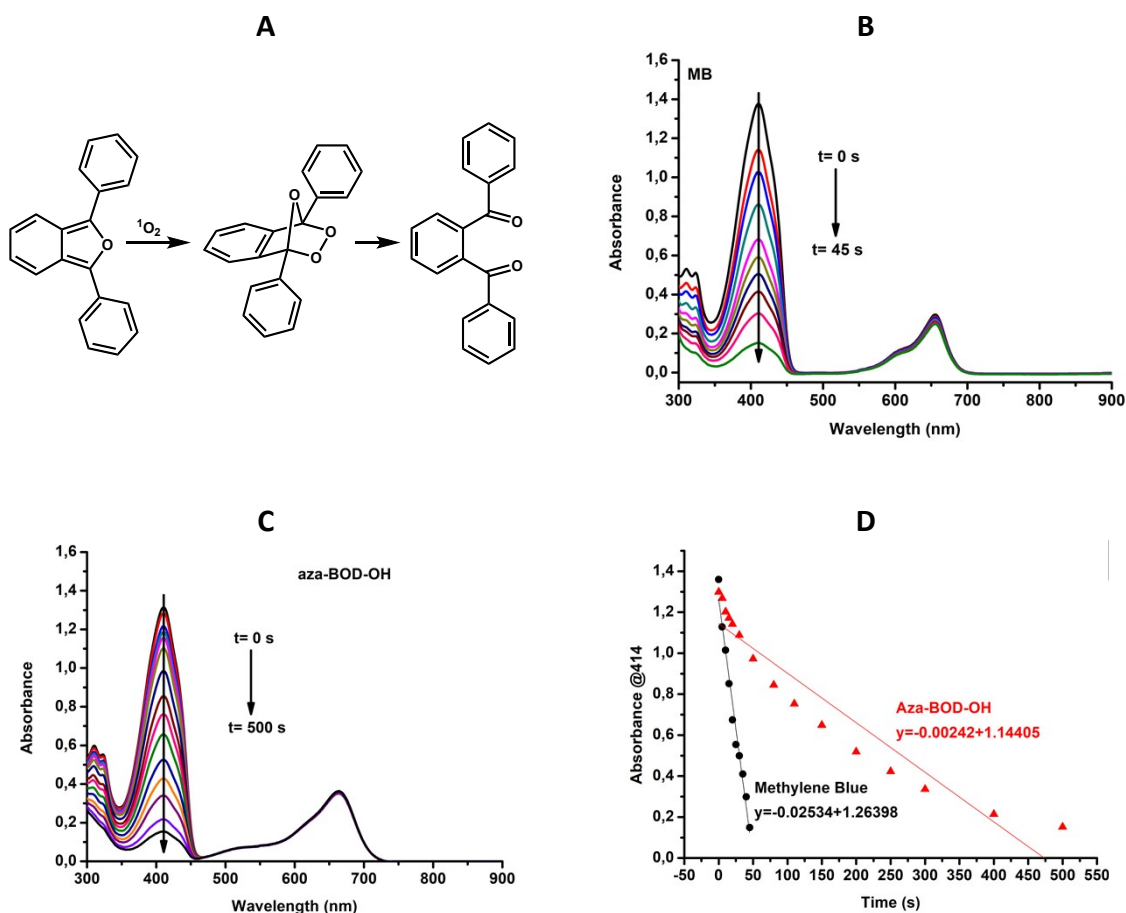 A
O
¹O₂
O
O
O
O
O
B
MB
1,6
1,4
1,2
1,0
0,8
0,6
0,4
0,2
0,0
Absorbance
t= 0 s
t= 45 s
300 400 500 600 700 800 900
Wavelength (nm)
C
aza-BOD-OH
1,6
1,4
1,2
1,0
0,8
0,6
0,4
0,2
0,0
Absorbance
t= 0 s
t= 500 s
300 400 500 600 700 800 900
Wavelength (nm)
D
1,4
1,2
1,0
0,8
0,6
0,4
0,2
0,0
Absorbance @414
Aza-BOD-OH
y=-0.00242+1.14405
Methylene Blue
y=-0.02534+1.26398
-50 0 50 100 150 200 250 300 350 400 450 500 550
Time (s)